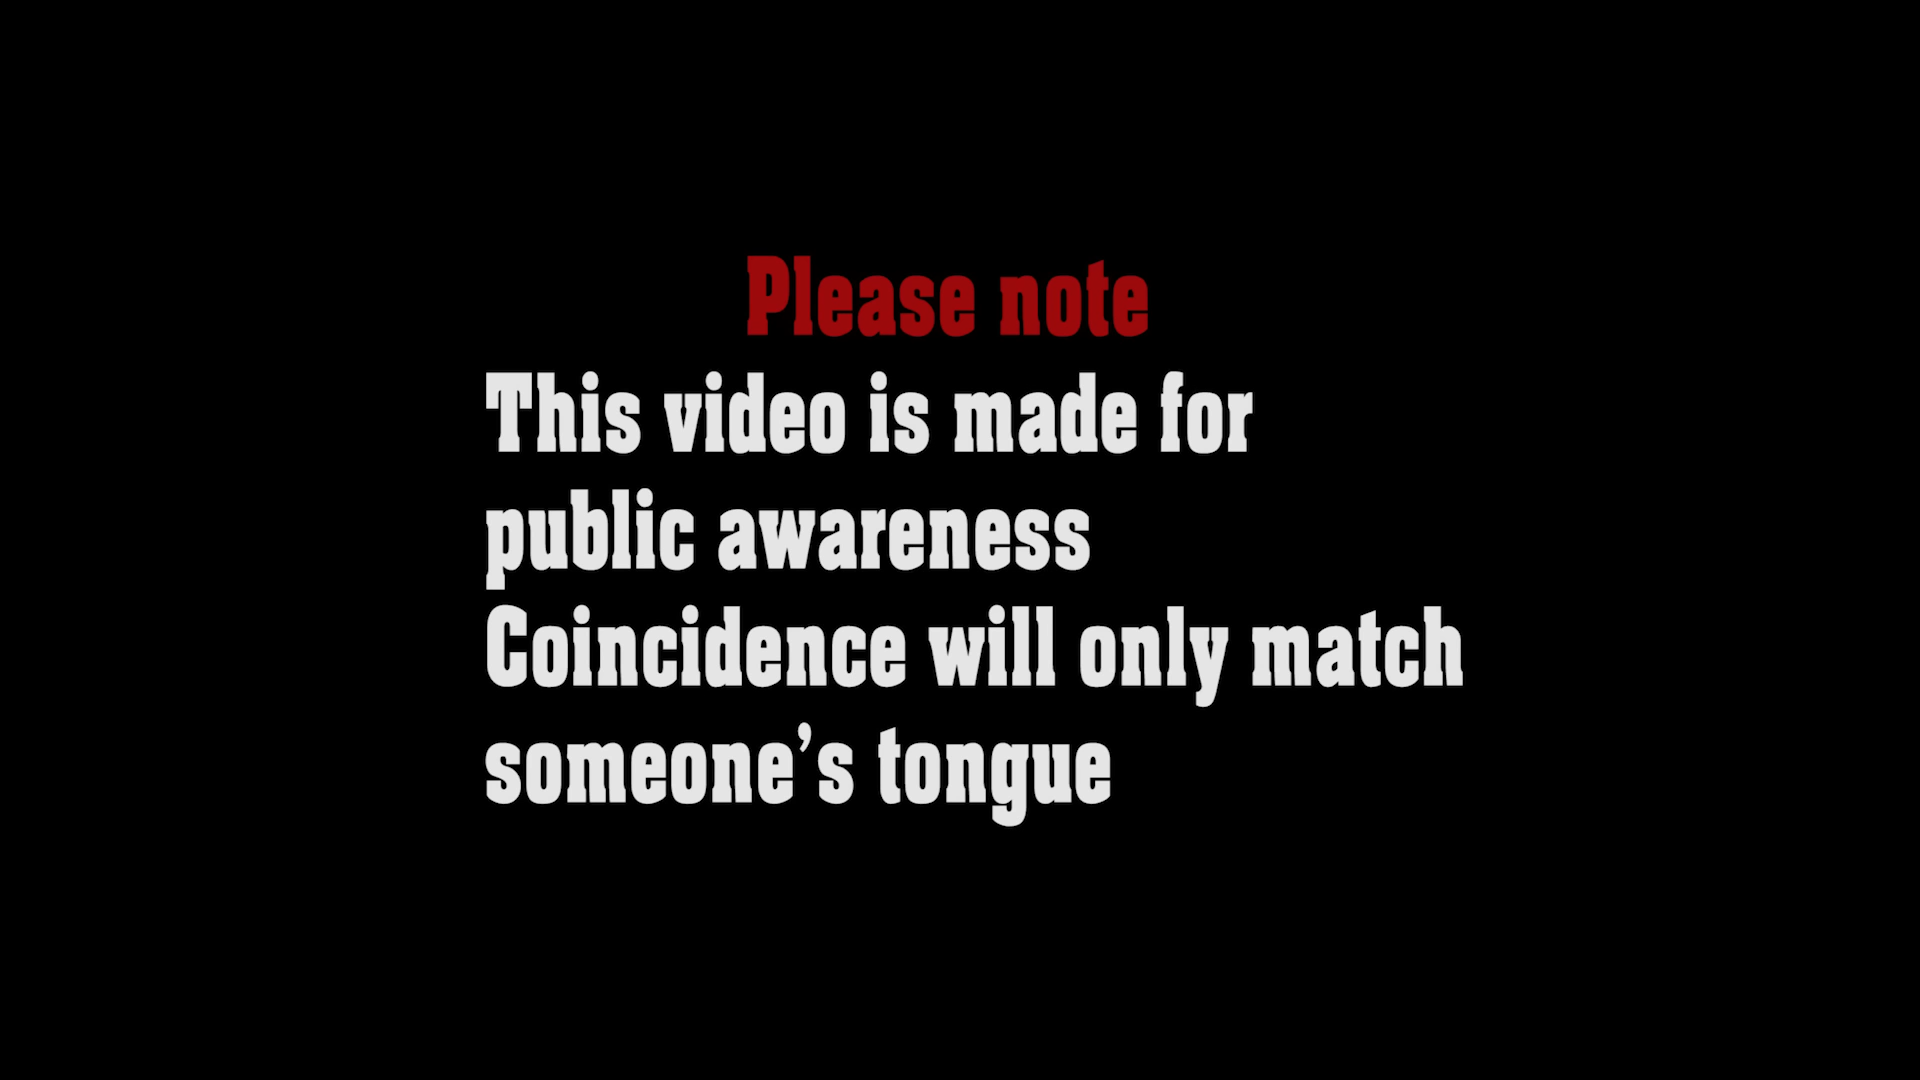 Please note
This video is made for
public awareness
Coincidence will only match
someone’s tongue